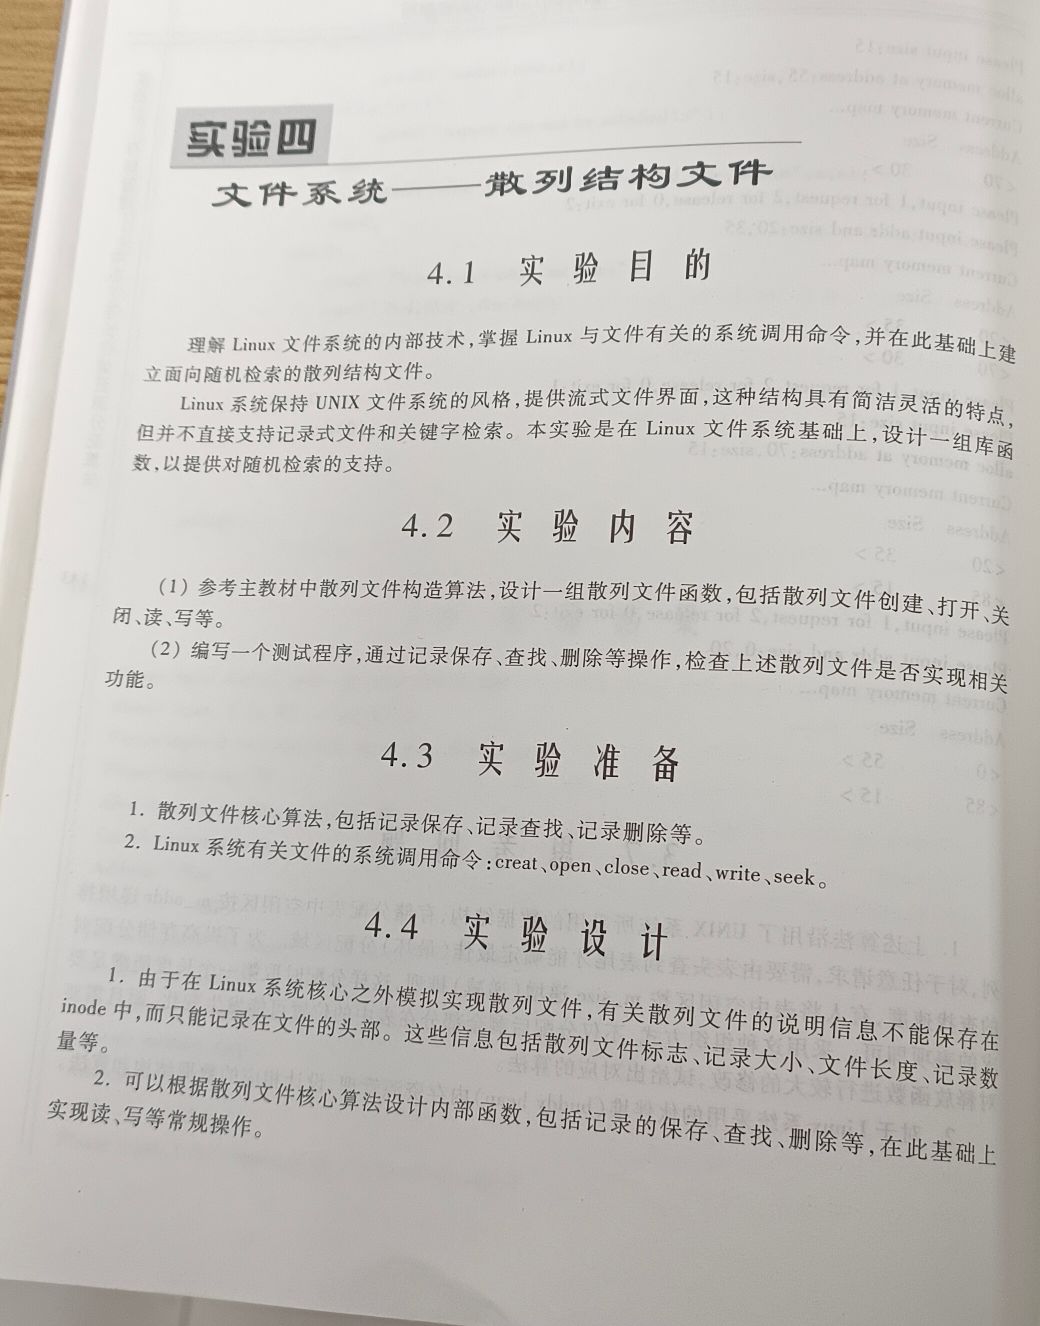 实验四
文件系统——散列结构文件
4.1 实验目的
理解 Linux 文件系统的内部技术,掌握 Linux 与文件有关的系统调用命令,并在此基础上建
立面向随机检索的散列结构文件。
Linux 系统保持 UNIX 文件系统的风格,提供流式文件界面,这种结构具有简洁灵活的特点,
但并不直接支持记录式文件和关键字检索。本实验是在 Linux 文件系统基础上,设计一组库函
数,以提供对随机检索的支持。
4.2 实验内容
(1) 参考主教材中散列文件构造算法,设计一组散列文件函数,包括散列文件创建、打开、关
闭、读、写等。
(2) 编写一个测试程序,通过记录保存、查找、删除等操作,检查上述散列文件是否实现相关
功能。
4.3 实验准备
1. 散列文件核心算法,包括记录保存、记录查找、记录删除等。
2. Linux 系统有关文件的系统调用命令:creat、open、close、read、write、seek。
4.4 实验设计
1. 由于在 Linux 系统核心之外模拟实现散列文件,有关散列文件的说明信息不能保存在
inode 中,而只能记录在文件的头部。这些信息包括散列文件标志、记录大小、文件长度、记录数
量等。
2. 可以根据散列文件核心算法设计内部函数,包括记录的保存、查找、删除等,在此基础上
实现读、写等常规操作。